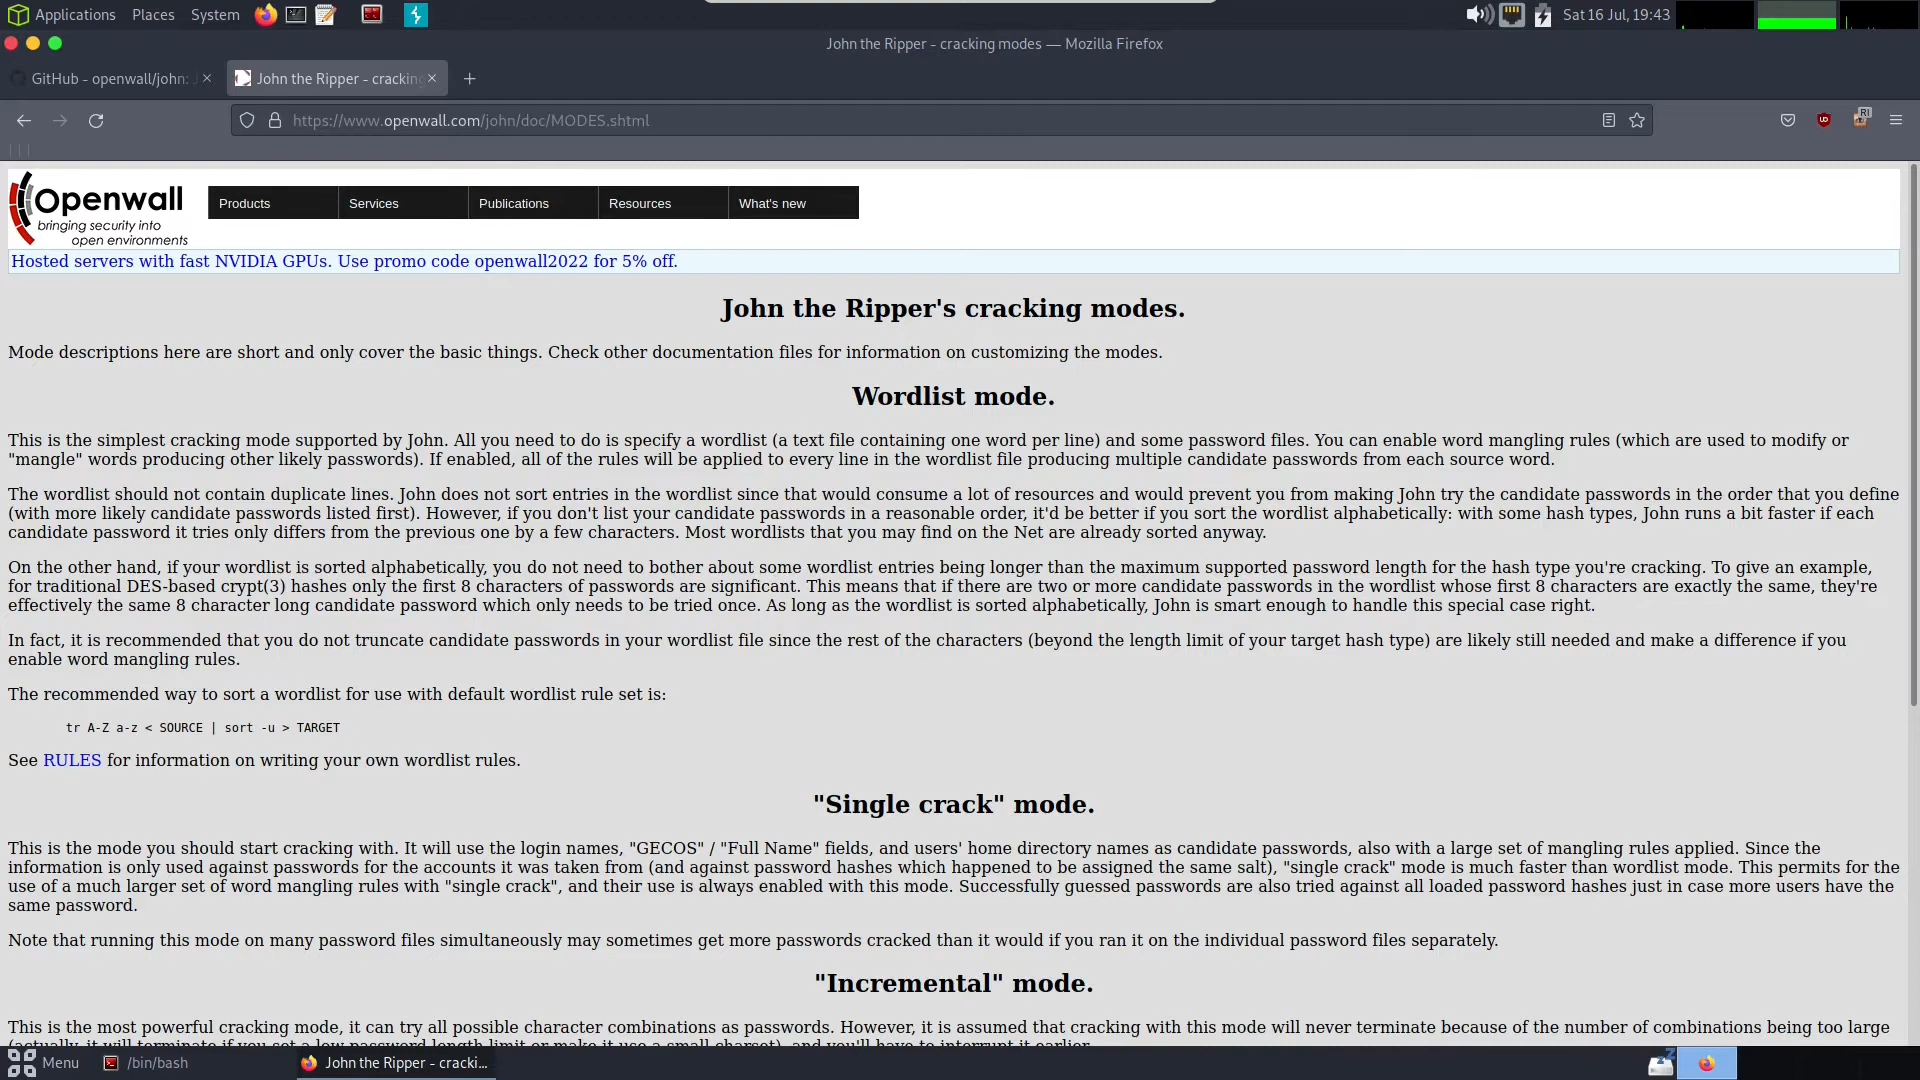 Applications Places System
Sat 16 Jul, 19:43
John the Ripper - cracking modes — Mozilla Firefox
GitHub - openwall/john:
John the Ripper - cracking
https://www.openwall.com/john/doc/MODES.shtml
Openwall
bringing security into
open environments
Products Services Publications Resources What's new
Hosted servers with fast NVIDIA GPUs. Use promo code openwall2022 for 5% off.
John the Ripper's cracking modes.
Mode descriptions here are short and only cover the basic things. Check other documentation files for information on customizing the modes.
Wordlist mode.
This is the simplest cracking mode supported by John. All you need to do is specify a wordlist (a text file containing one word per line) and some password files. You can enable word mangling rules (which are used to modify or
"mangle" words producing other likely passwords). If enabled, all of the rules will be applied to every line in the wordlist file producing multiple candidate passwords from each source word.
The wordlist should not contain duplicate lines. John does not sort entries in the wordlist since that would consume a lot of resources and would prevent you from making John try the candidate passwords in the order that you define
(with more likely candidate passwords listed first). However, if you don't list your candidate passwords in a reasonable order, it'd be better if you sort the wordlist alphabetically: with some hash types, John runs a bit faster if each
candidate password it tries only differs from the previous one by a few characters. Most wordlists that you may find on the Net are already sorted anyway.
On the other hand, if your wordlist is sorted alphabetically, you do not need to bother about some wordlist entries being longer than the maximum supported password length for the hash type you're cracking. To give an example,
for traditional DES-based crypt(3) hashes only the first 8 characters of passwords are significant. This means that if there are two or more candidate passwords in the wordlist whose first 8 characters are exactly the same, they're
effectively the same 8 character long candidate password which only needs to be tried once. As long as the wordlist is sorted alphabetically, John is smart enough to handle this special case right.
In fact, it is recommended that you do not truncate candidate passwords in your wordlist file since the rest of the characters (beyond the length limit of your target hash type) are likely still needed and make a difference if you
enable word mangling rules.
The recommended way to sort a wordlist for use with default wordlist rule set is:
tr A-Z a-z < SOURCE | sort -u > TARGET
See RULES for information on writing your own wordlist rules.
"Single crack" mode.
This is the mode you should start cracking with. It will use the login names, "GECOS" / "Full Name" fields, and users' home directory names as candidate passwords, also with a large set of mangling rules applied. Since the
information is only used against passwords for the accounts it was taken from (and against password hashes which happened to be assigned the same salt), "single crack" mode is much faster than wordlist mode. This permits for the
use of a much larger set of word mangling rules with "single crack", and their use is always enabled with this mode. Successfully guessed passwords are also tried against all loaded password hashes just in case more users have the
same password.
Note that running this mode on many password files simultaneously may sometimes get more passwords cracked than it would if you ran it on the individual password files separately.
"Incremental" mode.
This is the most powerful cracking mode, it can try all possible character combinations as passwords. However, it is assumed that cracking with this mode will never terminate because of the number of combinations being too large
(actually, it will terminate if you set a low password length limit or make it use a small charset), and you'll have to interrupt it earlier.
Menu /bin/bash John the Ripper - cracki...